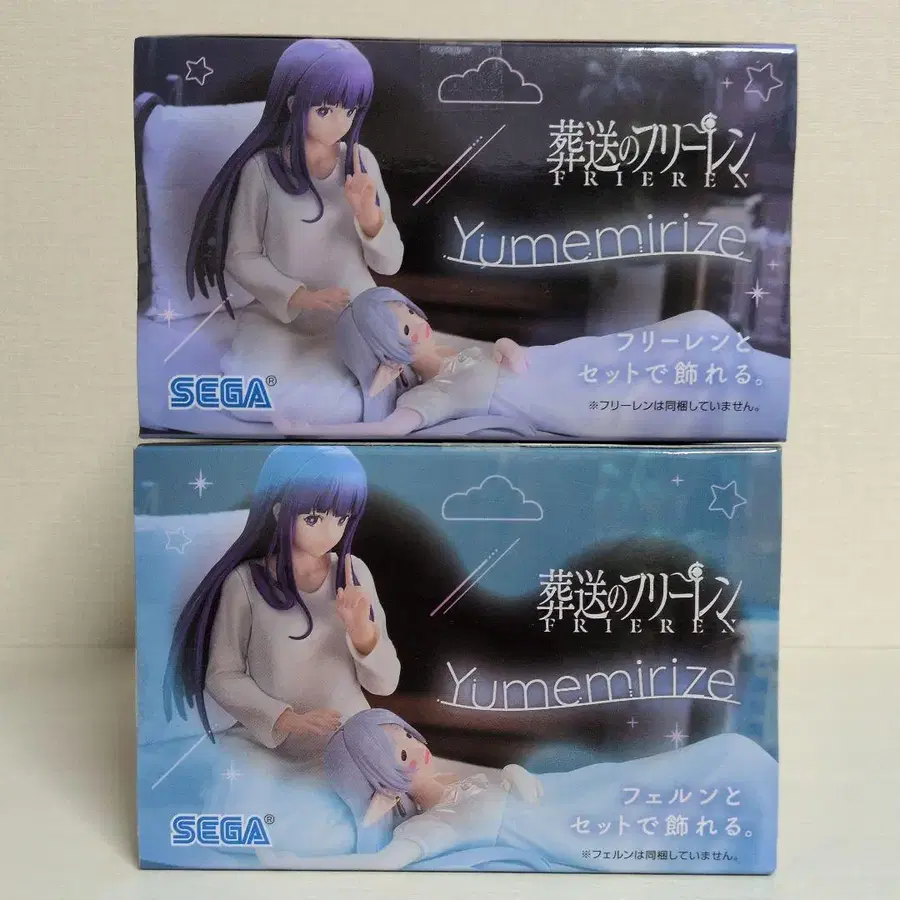 葬送のフリーレン
FRIEREN
Yumemirize
フリーレンと
セットで飾れる。
※フリーレンは同梱していません。
SEGA®
葬送のフリーレン
FRIEREN
Yumemirize
フェルンと
セットで飾れる。
※フェルンは同梱していません。
SEGA®